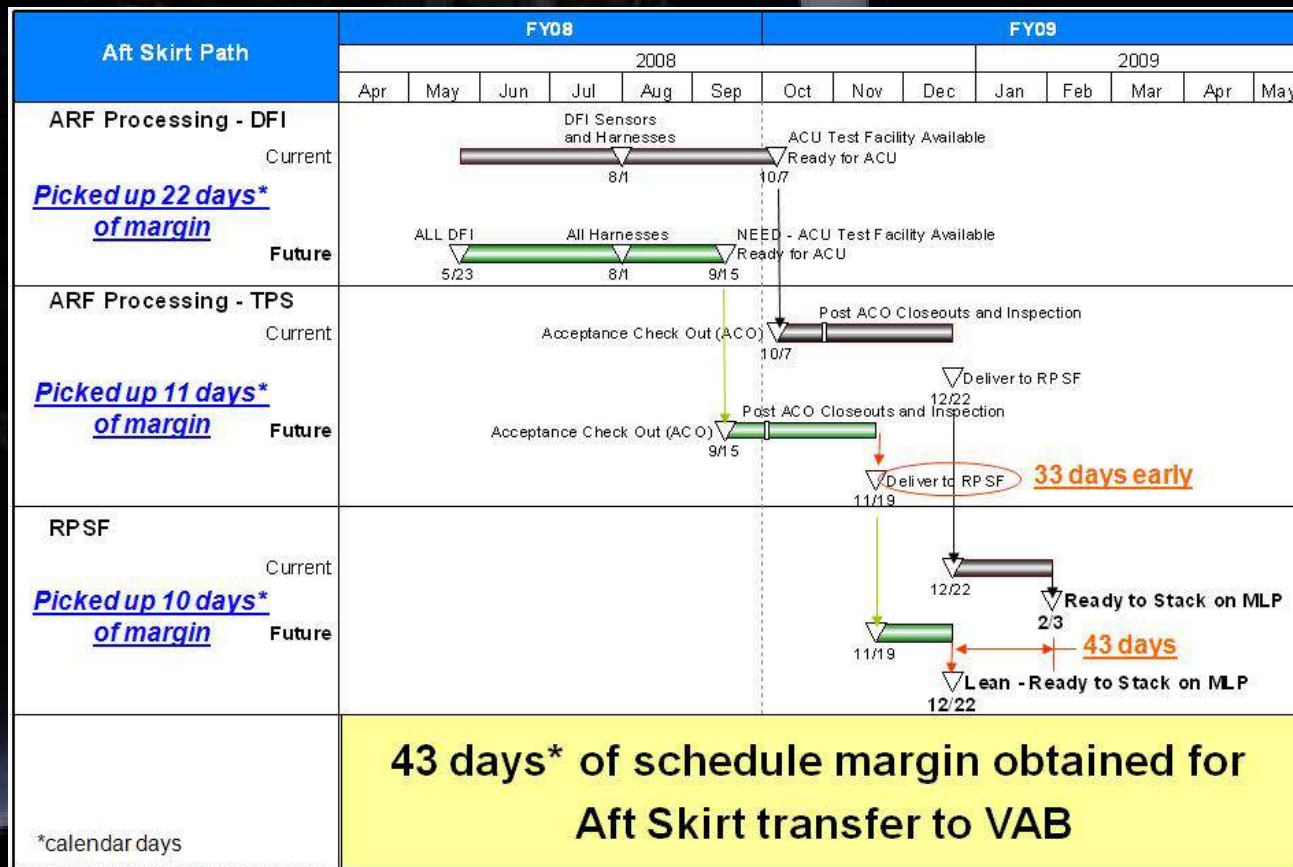 Aft Skirt Path
FY08
FY09
2008
2009
Apr May Jun Jul Aug Sep Oct Nov Dec Jan Feb Mar Apr May
ARF Processing - DFI
Current
DFI Sensors
and Harnesses
8/1
ACU Test Facility Available
Ready for ACU
10/7
Picked up 22 days*
of margin
Future
ALL DFI
5/23
All Harnesses
8/1
NEED - ACU Test Facility Available
Ready for ACU
9/15
ARF Processing - TPS
Current
Acceptance Check Out (ACO)
10/7
Post ACO Closeouts and Inspection
Deliver to RPSF
12/22
Picked up 11 days*
of margin
Future
Acceptance Check Out (ACO)
9/15
Post ACO Closeouts and Inspection
Deliver to RPSF
11/19
33 days early
RPSF
Current
12/22
Ready to Stack on MLP
2/3
Picked up 10 days*
of margin
Future
11/19
43 days
Lean - Ready to Stack on MLP
12/22
43 days* of schedule margin obtained for
Aft Skirt transfer to VAB
*calendar days